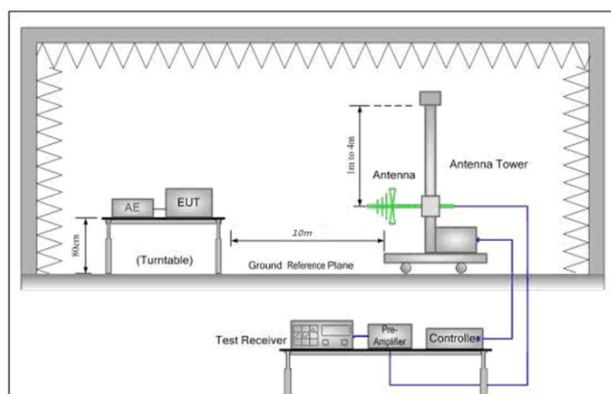 1m to 4m
Antenna
Antenna Tower
AE
EUT
10m
80cm
(Turntable)
Ground Reference Plane
Test Receiver
Pre-
Amplifier
Controller